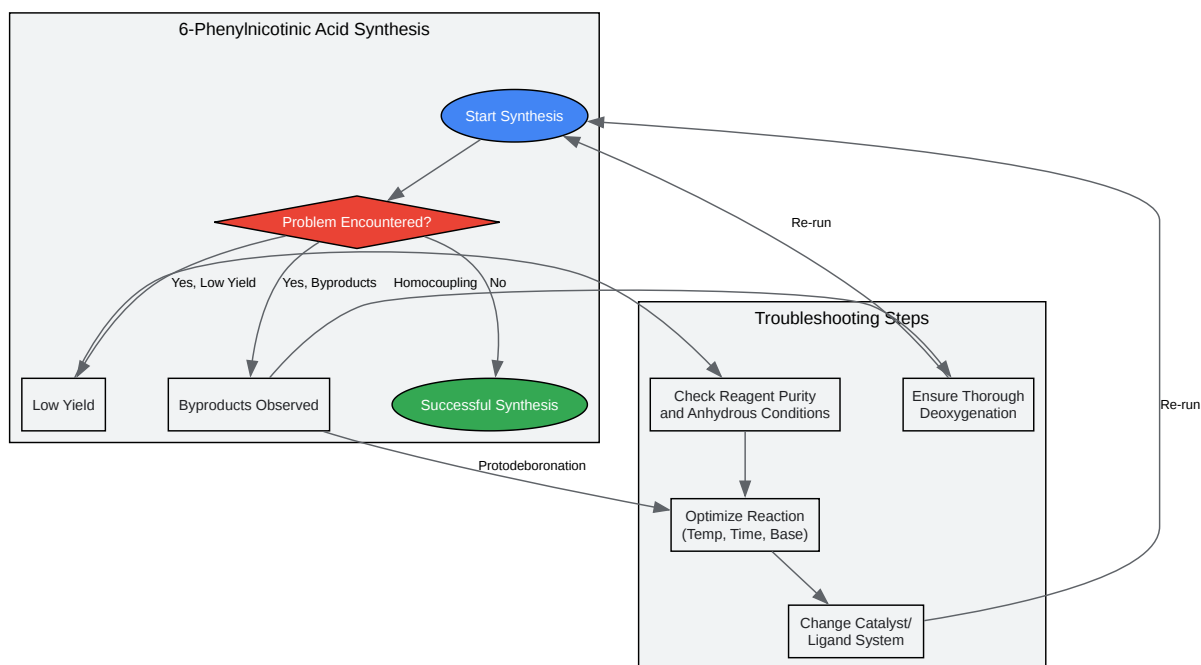 6-Phenylnicotinic Acid Synthesis
Start Synthesis
Problem Encountered?
Re-run
Yes, Low Yield
Yes, Byproducts
Homocoupling
No
Troubleshooting Steps
Low Yield
Byproducts Observed
Successful Synthesis
Check Reagent Purity
and Anhydrous Conditions
Ensure Thorough
Deoxygenation
Re-run
Protodeboronation
Optimize Reaction
(Temp, Time, Base)
Change Catalyst/
Ligand System